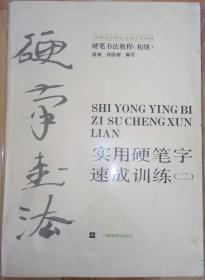 硬笔书法教程(初级)
SHI YONG YING BI
ZI SU CHENG XUN
LIAN
实用硬笔字
速成训练(二)
硬笔书法